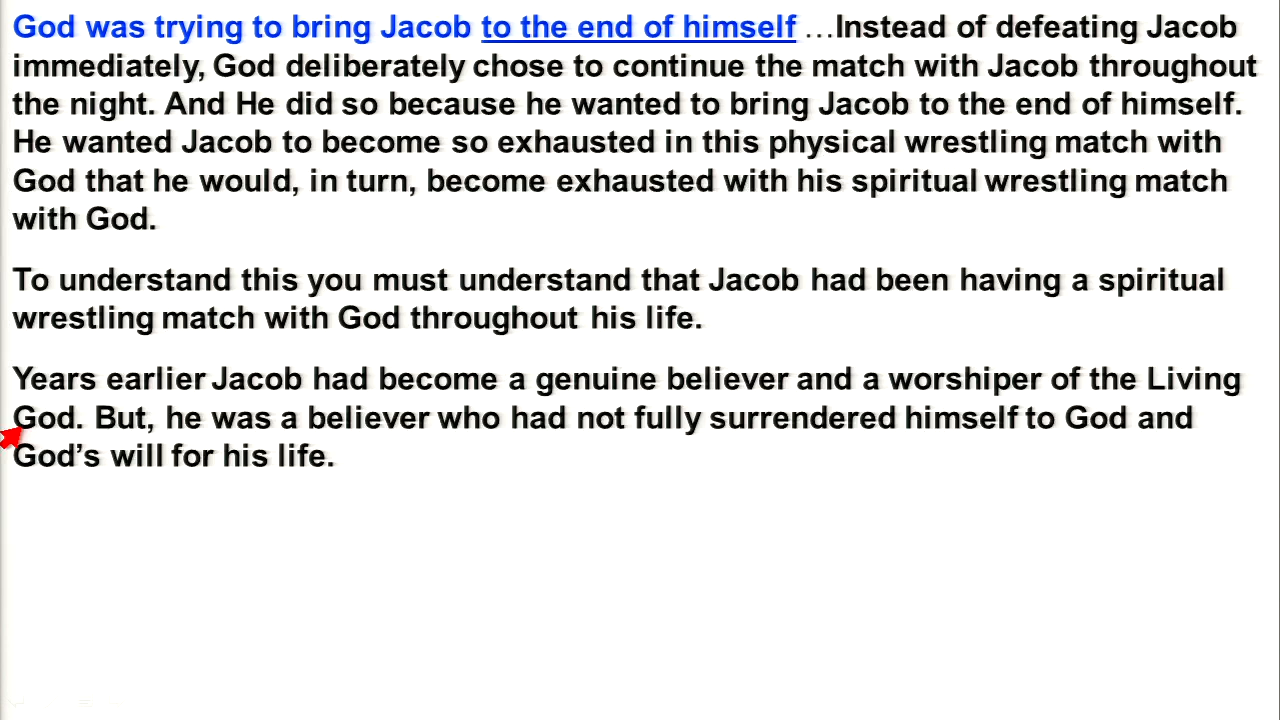 God was trying to bring Jacob to the end of himself …Instead of defeating Jacob
immediately, God deliberately chose to continue the match with Jacob throughout
the night. And He did so because he wanted to bring Jacob to the end of himself.
He wanted Jacob to become so exhausted in this physical wrestling match with
God that he would, in turn, become exhausted with his spiritual wrestling match
with God.
To understand this you must understand that Jacob had been having a spiritual
wrestling match with God throughout his life.
Years earlier Jacob had become a genuine believer and a worshiper of the Living
God. But, he was a believer who had not fully surrendered himself to God and
God’s will for his life.